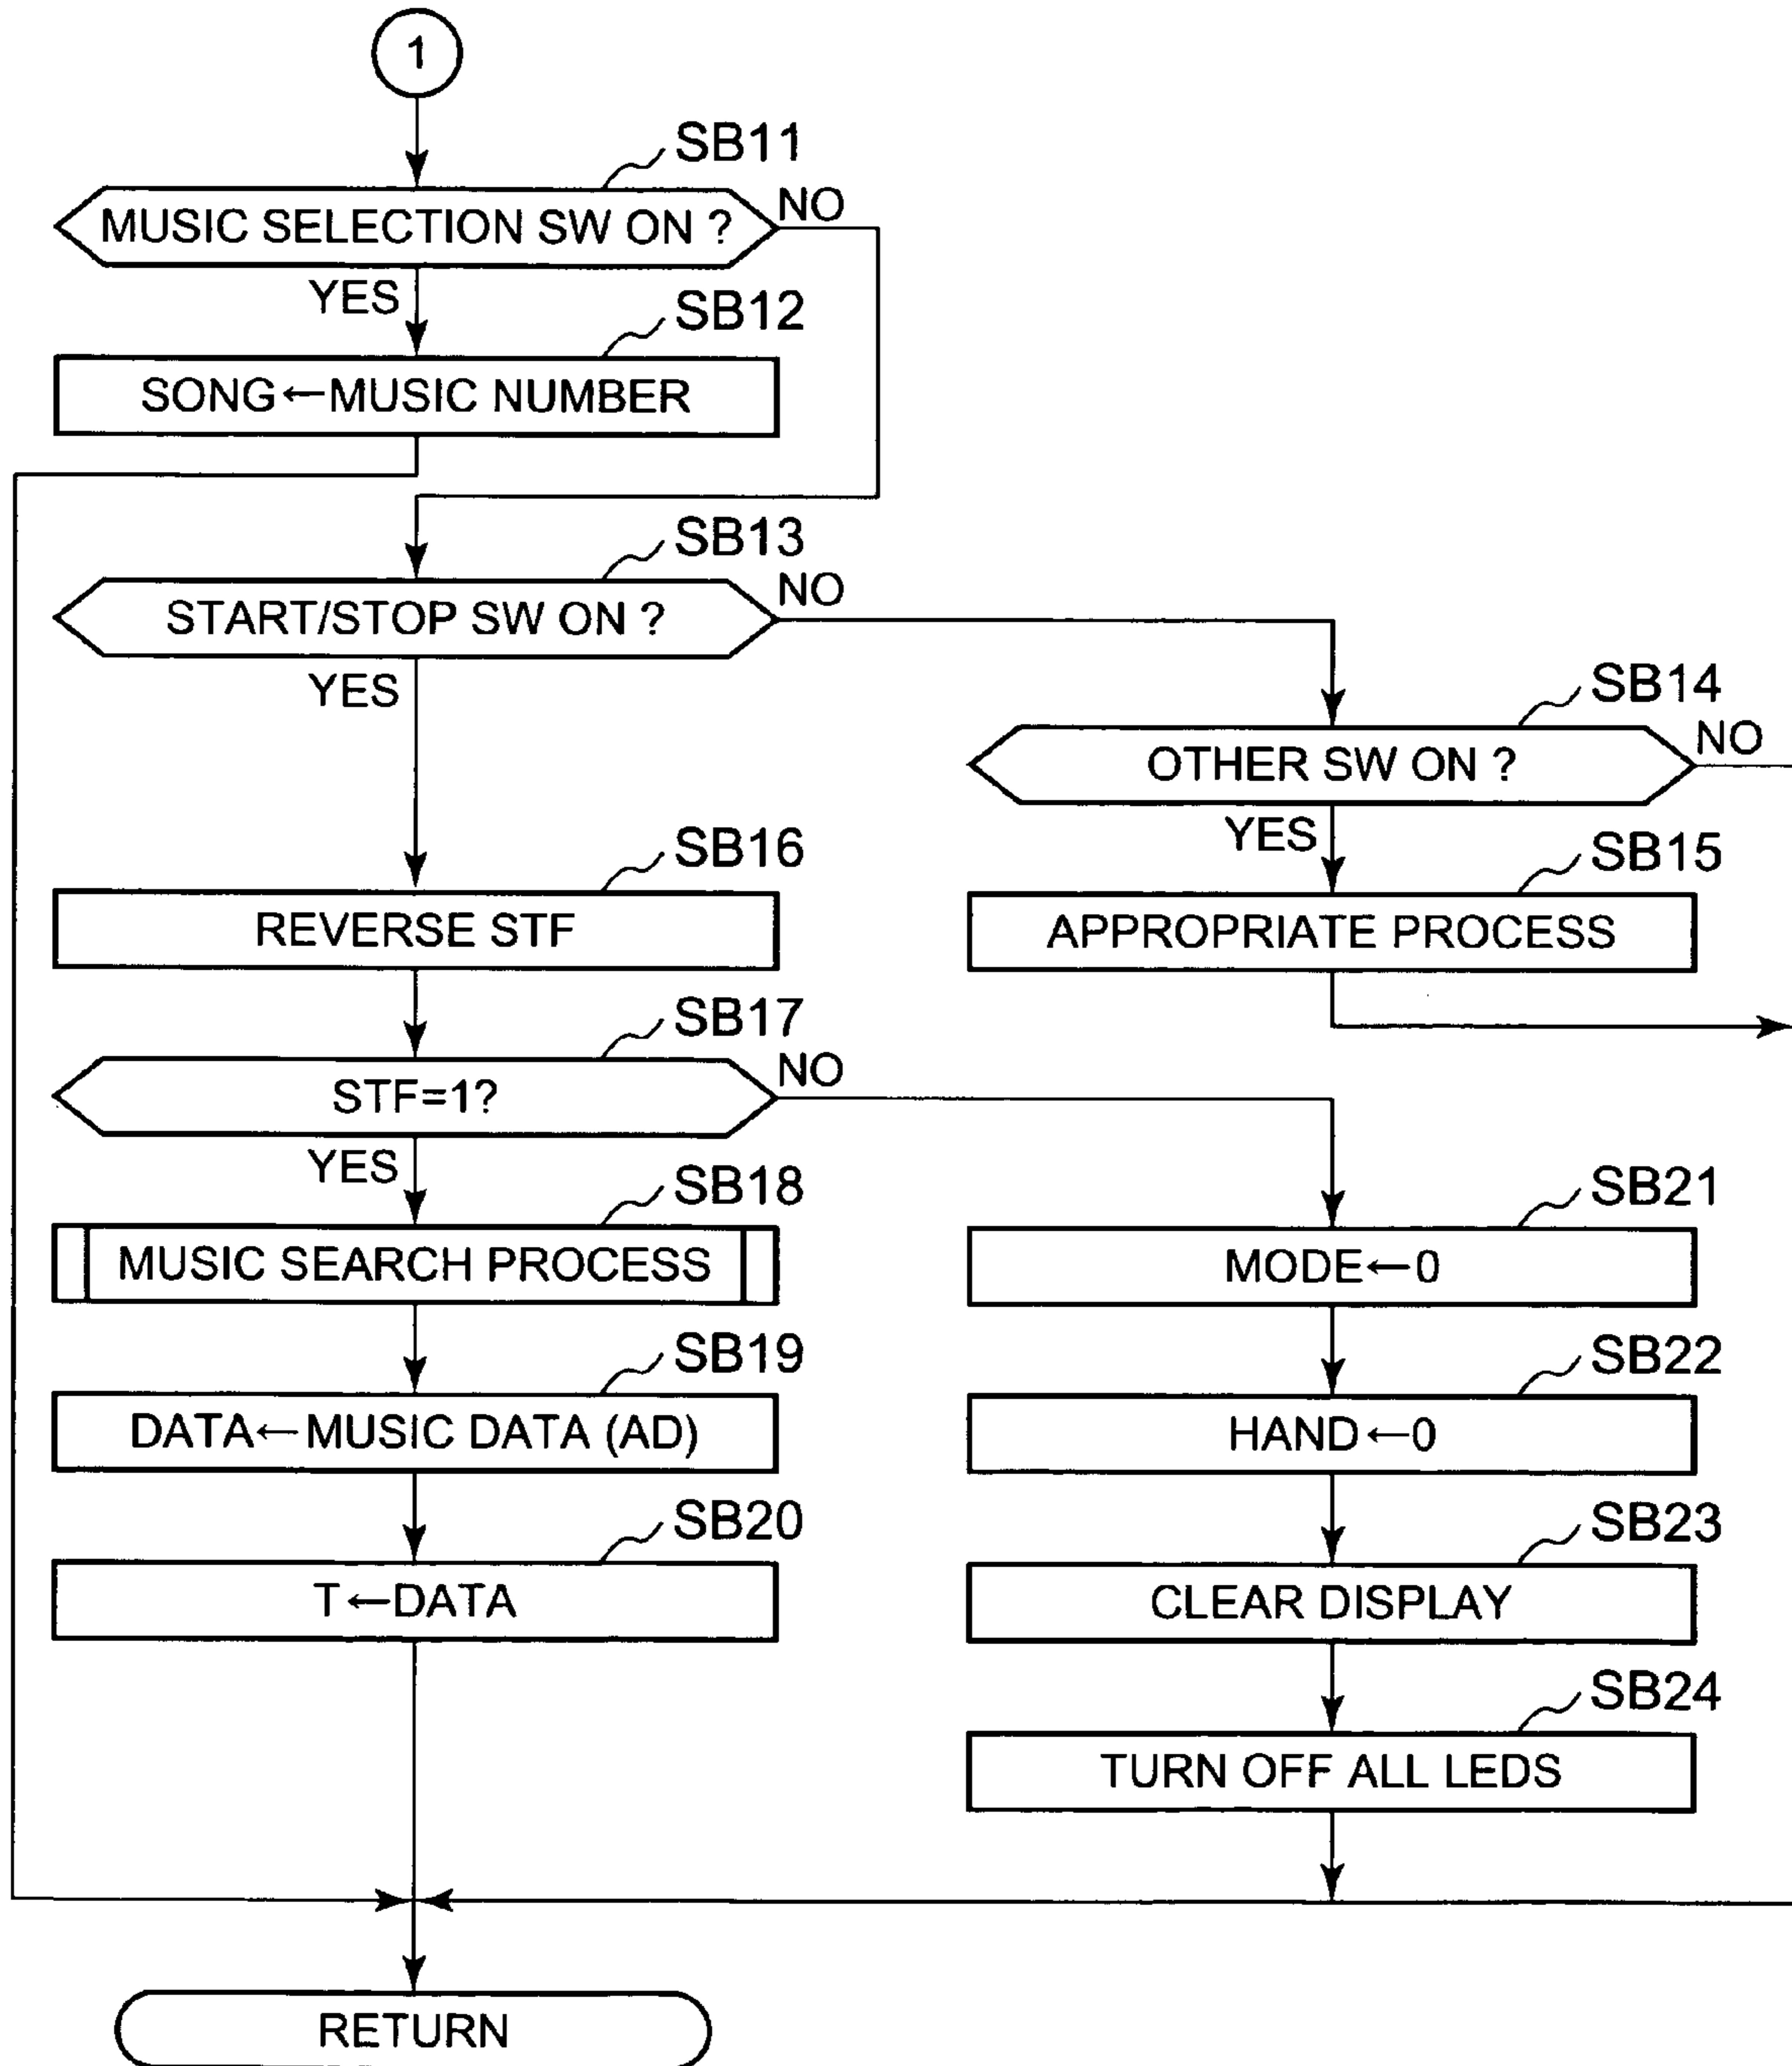 1
SB11
MUSIC SELECTION SW ON ?
NO
YES
SB12
SONG←MUSIC NUMBER
SB13
START/STOP SW ON ?
NO
YES
SB14
OTHER SW ON ?
NO
YES
SB15
APPROPRIATE PROCESS
SB16
REVERSE STF
SB17
STF=1?
NO
YES
SB18
MUSIC SEARCH PROCESS
SB19
DATA←MUSIC DATA (AD)
SB20
T←DATA
SB21
MODE←0
SB22
HAND←0
SB23
CLEAR DISPLAY
SB24
TURN OFF ALL LEDS
RETURN